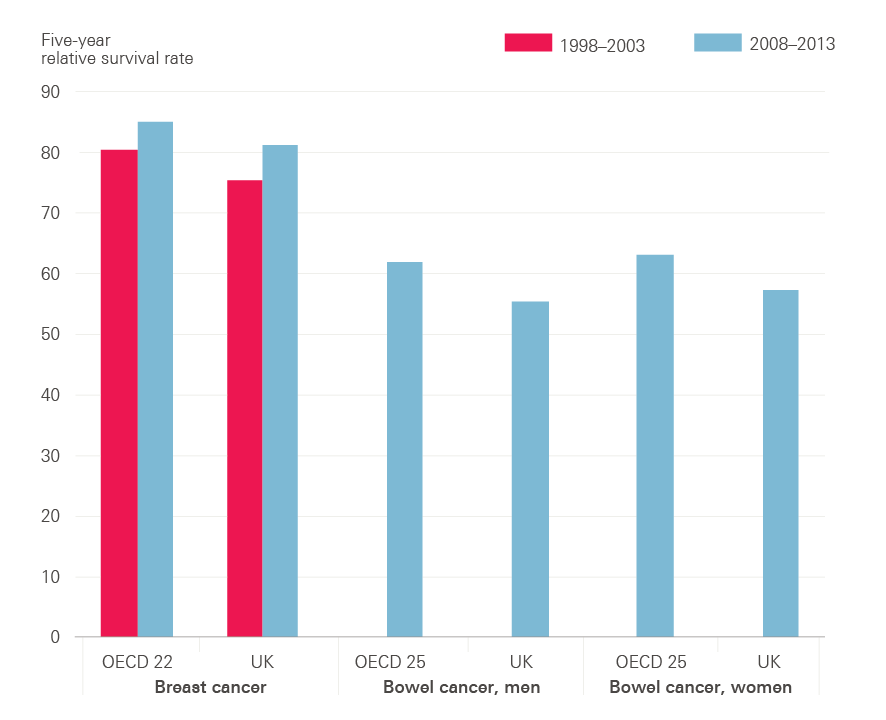 Five-year
relative survival rate
1998–2003
2008–2013
90
80
70
60
50
40
30
20
10
0
OECD 22
UK
OECD 25
UK
OECD 25
UK
Breast cancer
Bowel cancer, men
Bowel cancer, women